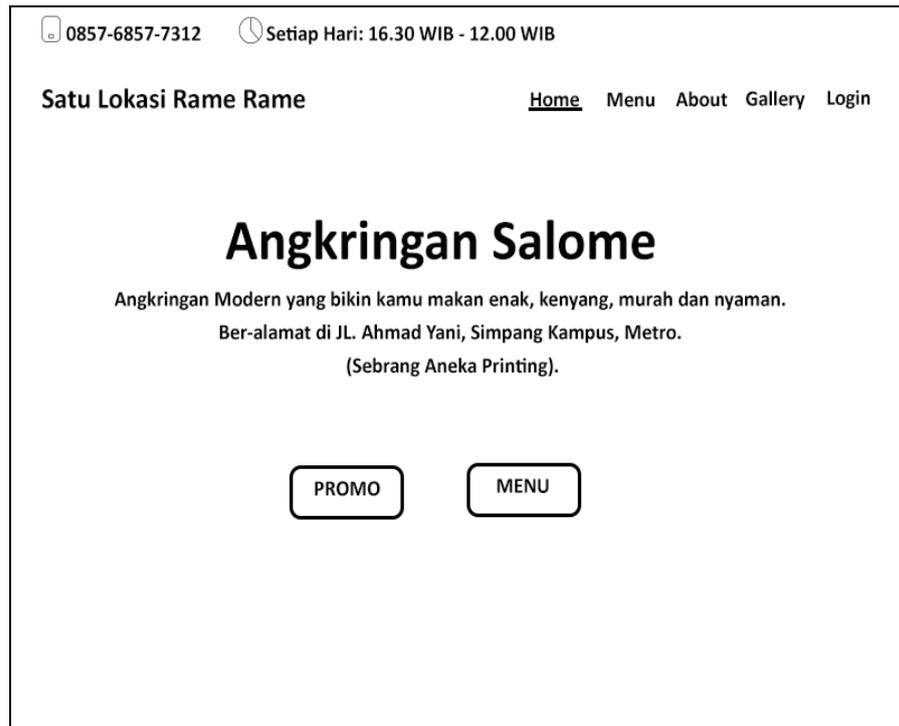 0857-6857-7312 Setiap Hari: 16.30 WIB - 12.00 WIB
Satu Lokasi Rame Rame Home Menu About Gallery Login
Angkringan Salome
Angkringan Modern yang bikin kamu makan enak, kenyang, murah dan nyaman.
Ber-alamat di JL. Ahmad Yani, Simpang Kampus, Metro.
(Sebrang Aneka Printing).
PROMO MENU